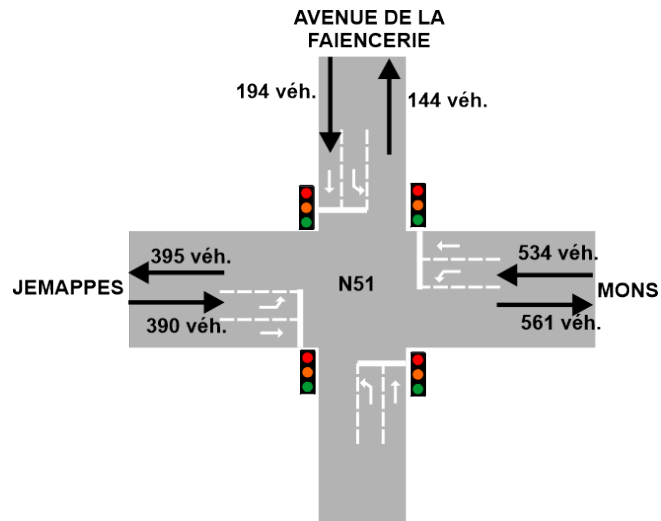 AVENUE DE LA
FAIENCERIE
194 véh.
144 véh.
395 véh.
534 véh.
JEMAPPES
N51
MONS
390 véh.
561 véh.